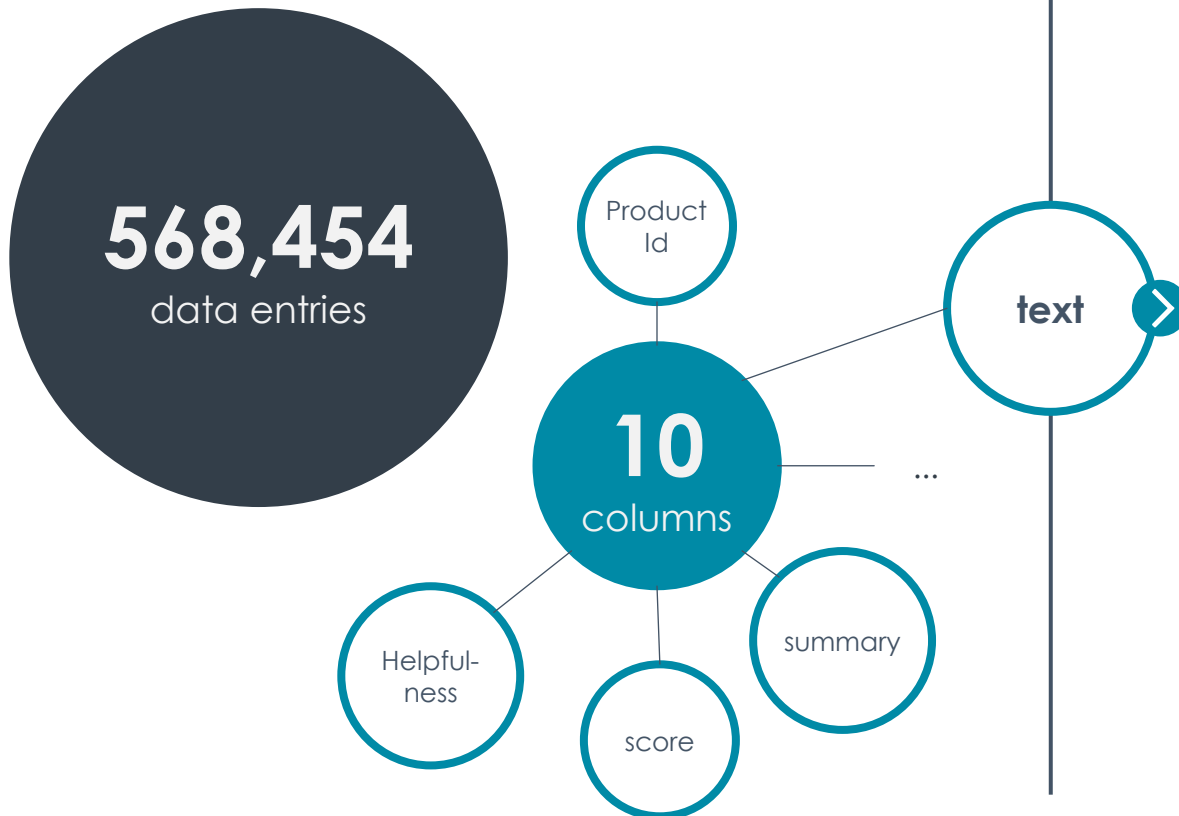 568,454
data entries
Product
Id
text
10
columns
...
Helpful-
ness
score
summary